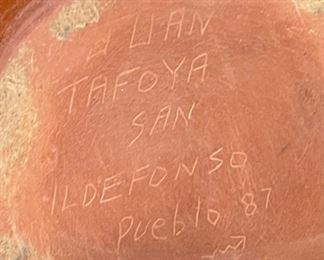 JUAN
TAFOYA
SAN
ILDEFONSO
Pueblo 87